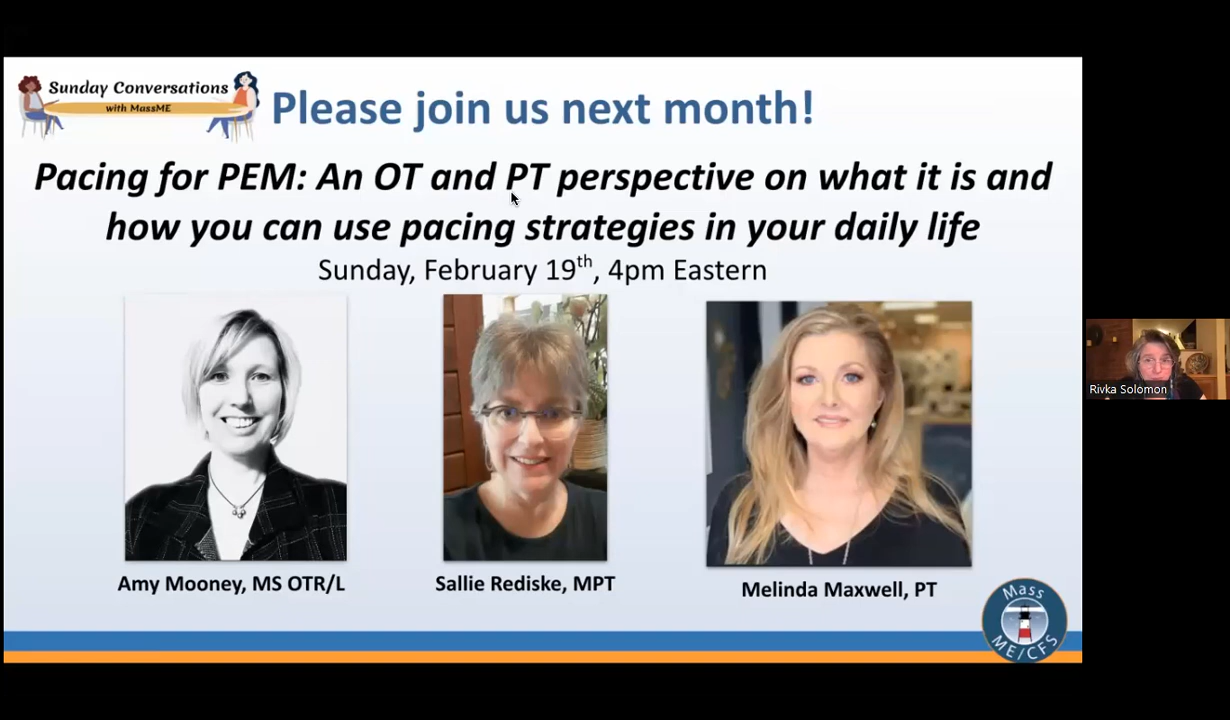 Sunday Conversations
with MassME
Please join us next month!
Pacing for PEM: An OT and PT perspective on what it is and
how you can use pacing strategies in your daily life
Sunday, February 19th, 4pm Eastern
Rivka Solomon
Amy Mooney, MS OTR/L
Sallie Rediske, MPT
Melinda Maxwell, PT
Mass
ME/CFS